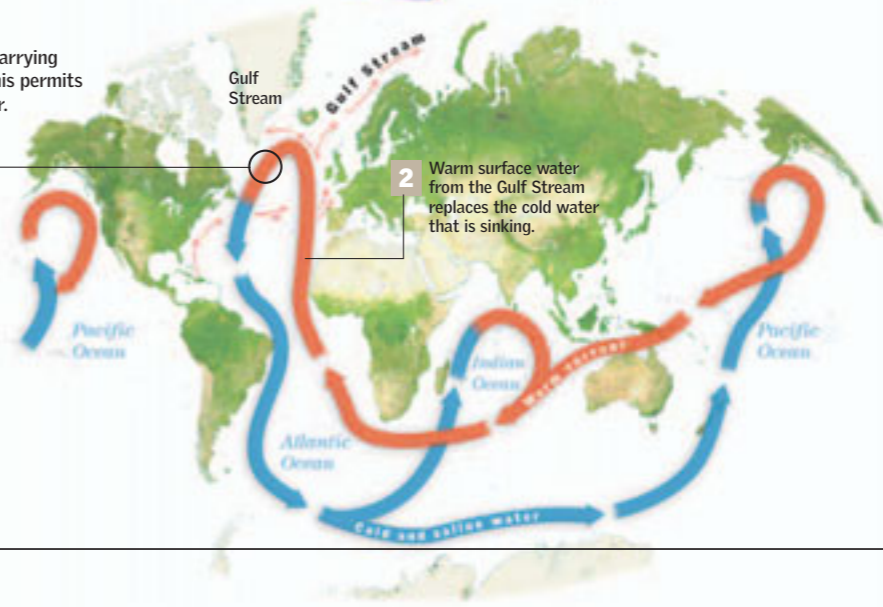 arrying
his permits
r.
Gulf
Stream
Gulf Stream
2
Warm surface water
from the Gulf Stream
replaces the cold water
that is sinking.
Pacific
Ocean
Pacific
Ocean
Indian
Ocean
Warm current
Atlantic
Ocean
Cold and saline water